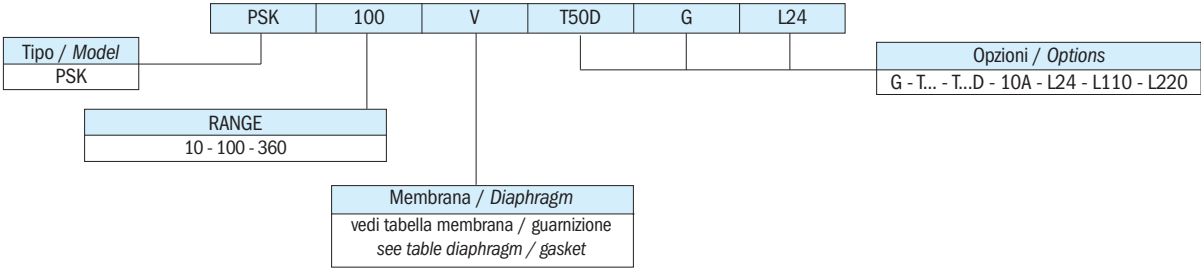 PSK 100 V T50D G L24
Tipo / Model
PSK
Opzioni / Options
G - T... - T...D - 10A - L24 - L110 - L220
RANGE
10 - 100 - 360
Membrana / Diaphragm
vedi tabella membrana / guarnizione
see table diaphragm / gasket